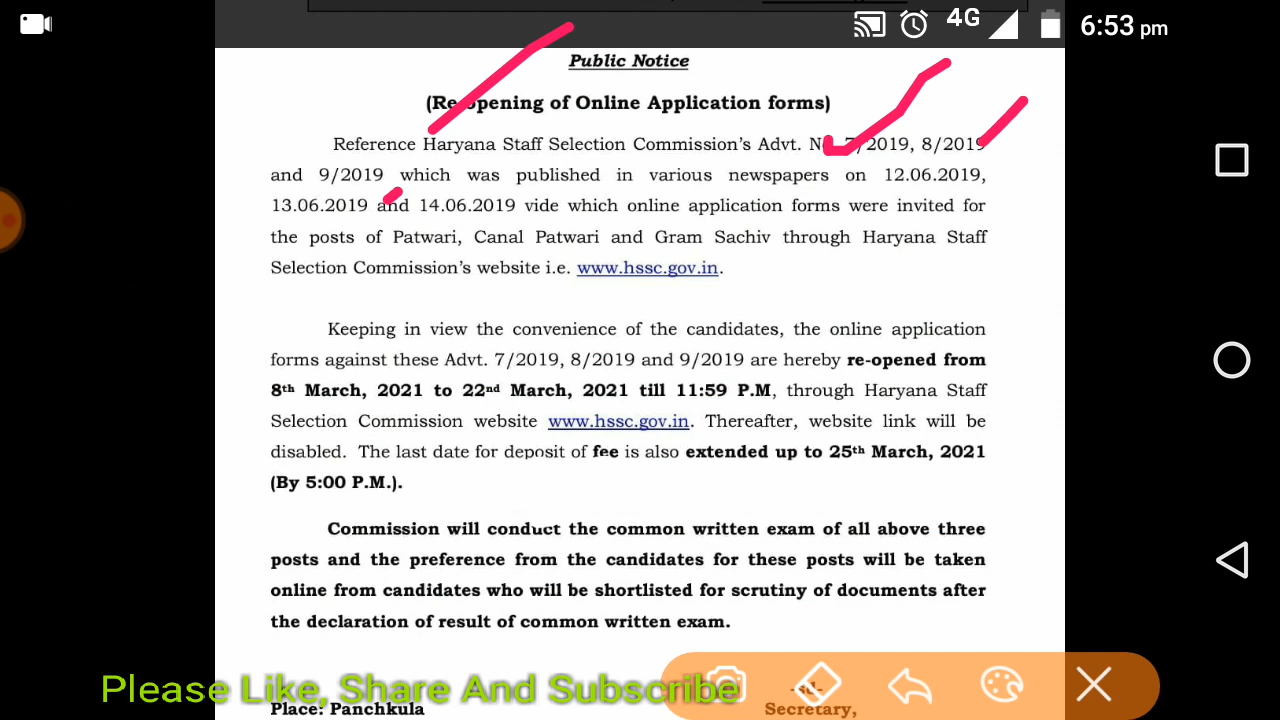 4G 6:53 pm
Public Notice
(Re-opening of Online Application forms)
Reference Haryana Staff Selection Commission's Advt. No. 7/2019, 8/2019
and 9/2019 which was published in various newspapers on 12.06.2019,
13.06.2019 and 14.06.2019 vide which online application forms were invited for
the posts of Patwari, Canal Patwari and Gram Sachiv through Haryana Staff
Selection Commission's website i.e. www.hssc.gov.in.
Keeping in view the convenience of the candidates, the online application
forms against these Advt. 7/2019, 8/2019 and 9/2019 are hereby re-opened from
8th March, 2021 to 22nd March, 2021 till 11:59 P.M, through Haryana Staff
Selection Commission website www.hssc.gov.in. Thereafter, website link will be
disabled. The last date for deposit of fee is also extended up to 25th March, 2021
(By 5:00 P.M.).
Commission will conduct the common written exam of all above three
posts and the preference from the candidates for these posts will be taken
online from candidates who will be shortlisted for scrutiny of documents after
the declaration of result of common written exam.
Please Like, Share And Subscribe
-sd-
Place: Panchkula Secretary,